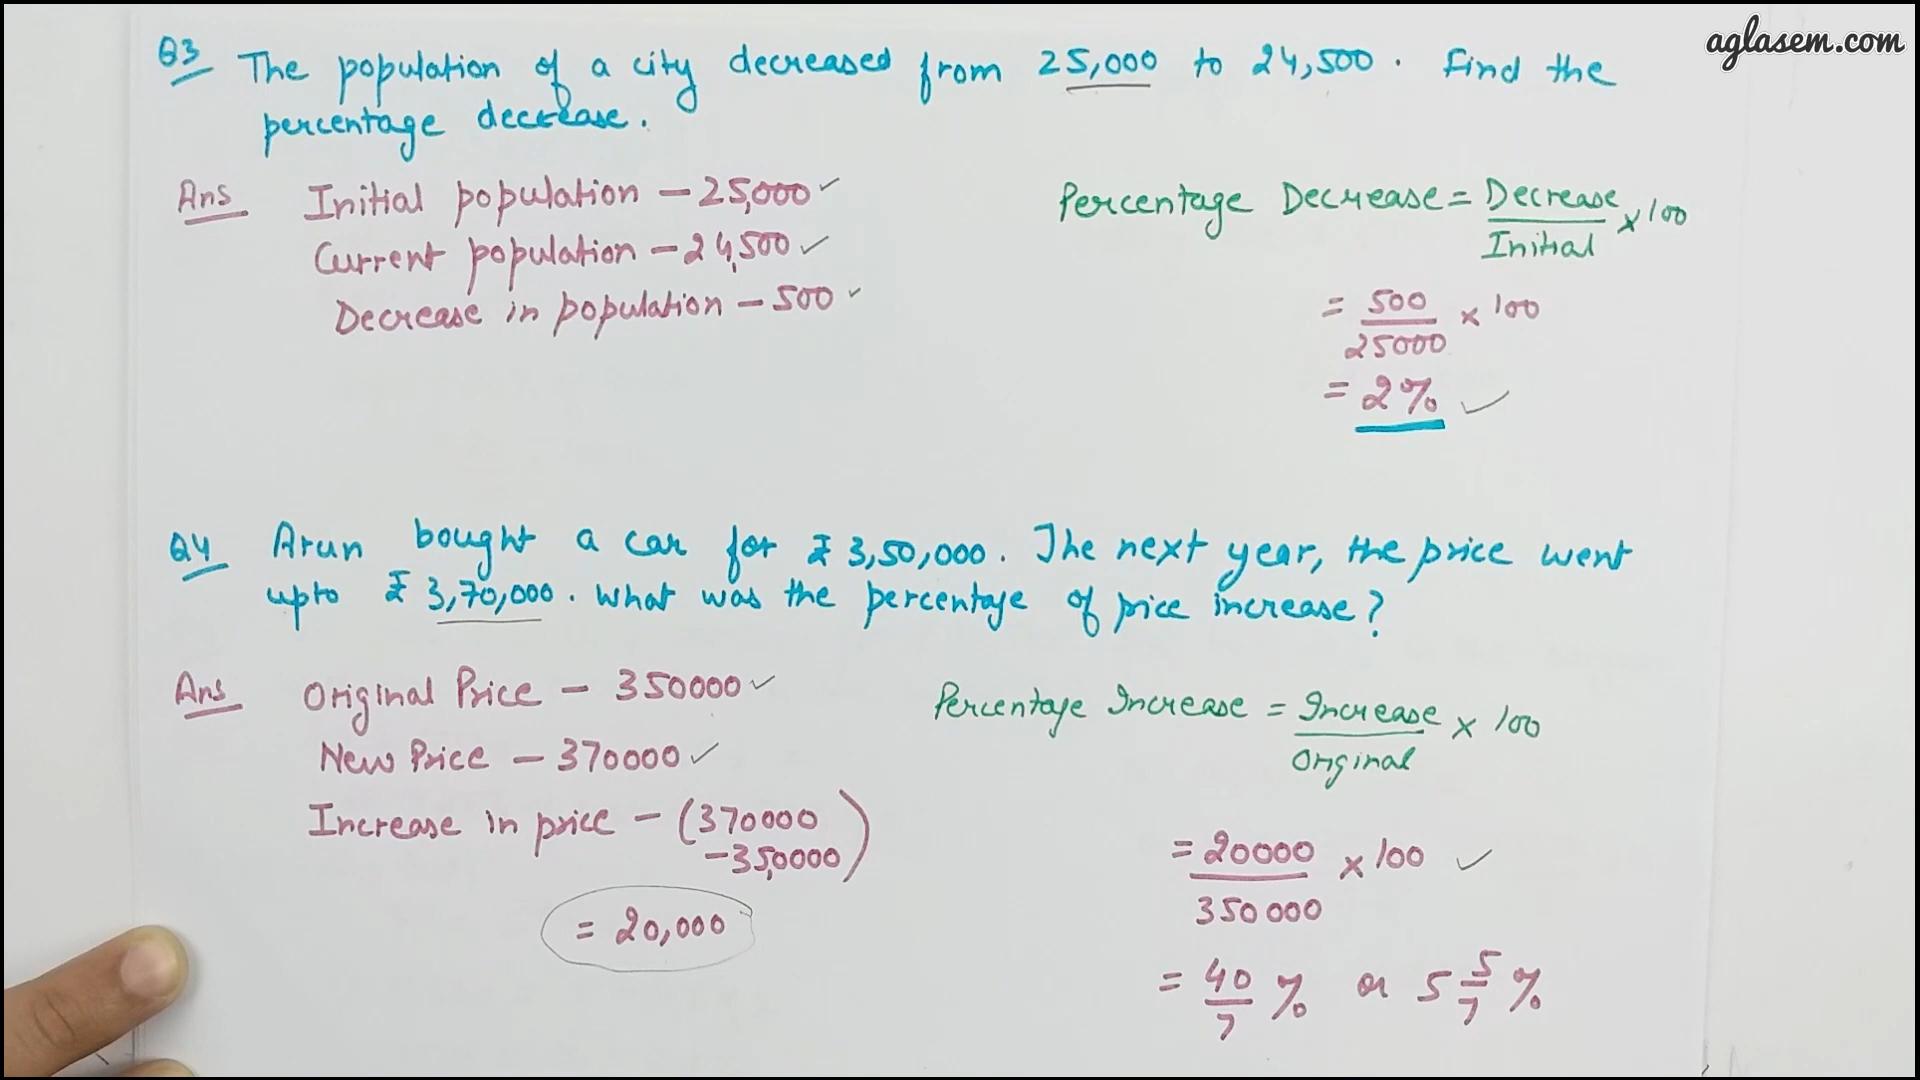 aglasem.com
Q3 The population of a city decreased from 25,000 to 24,500. Find the
percentage decrease.
Ans Initial population – 25,000 ✓
Current population – 24,500 ✓
Decrease in population – 500 ✓
Percentage Decrease = Decrease/Initial × 100
= 500/25000 × 100
= 2% ✓
Q4 Arun bought a car for ₹ 3,50,000. The next year, the price went
upto ₹ 3,70,000. What was the percentage of price increase?
Ans Original Price – 350000 ✓
New Price – 370000 ✓
Increase in price – (370000
–35,0000)
= 20,000
Percentage Increase = Increase/Original × 100
= 20000/350000 × 100 ✓
= 40/7 % or 5 5/7 %